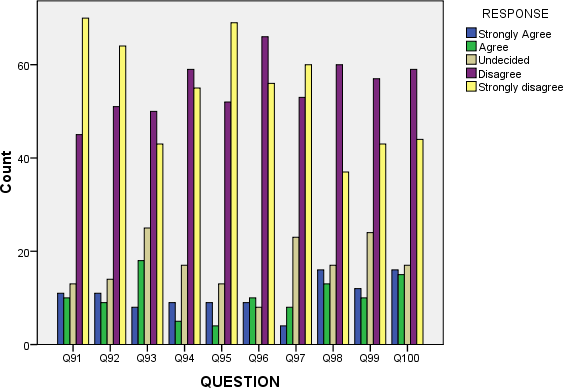 RESPONSE
Strongly Agree
Agree
Undecided
Disagree
Strongly disagree
Count
60
40
20
0
Q91 Q92 Q93 Q94 Q95 Q96 Q97 Q98 Q99 Q100
QUESTION